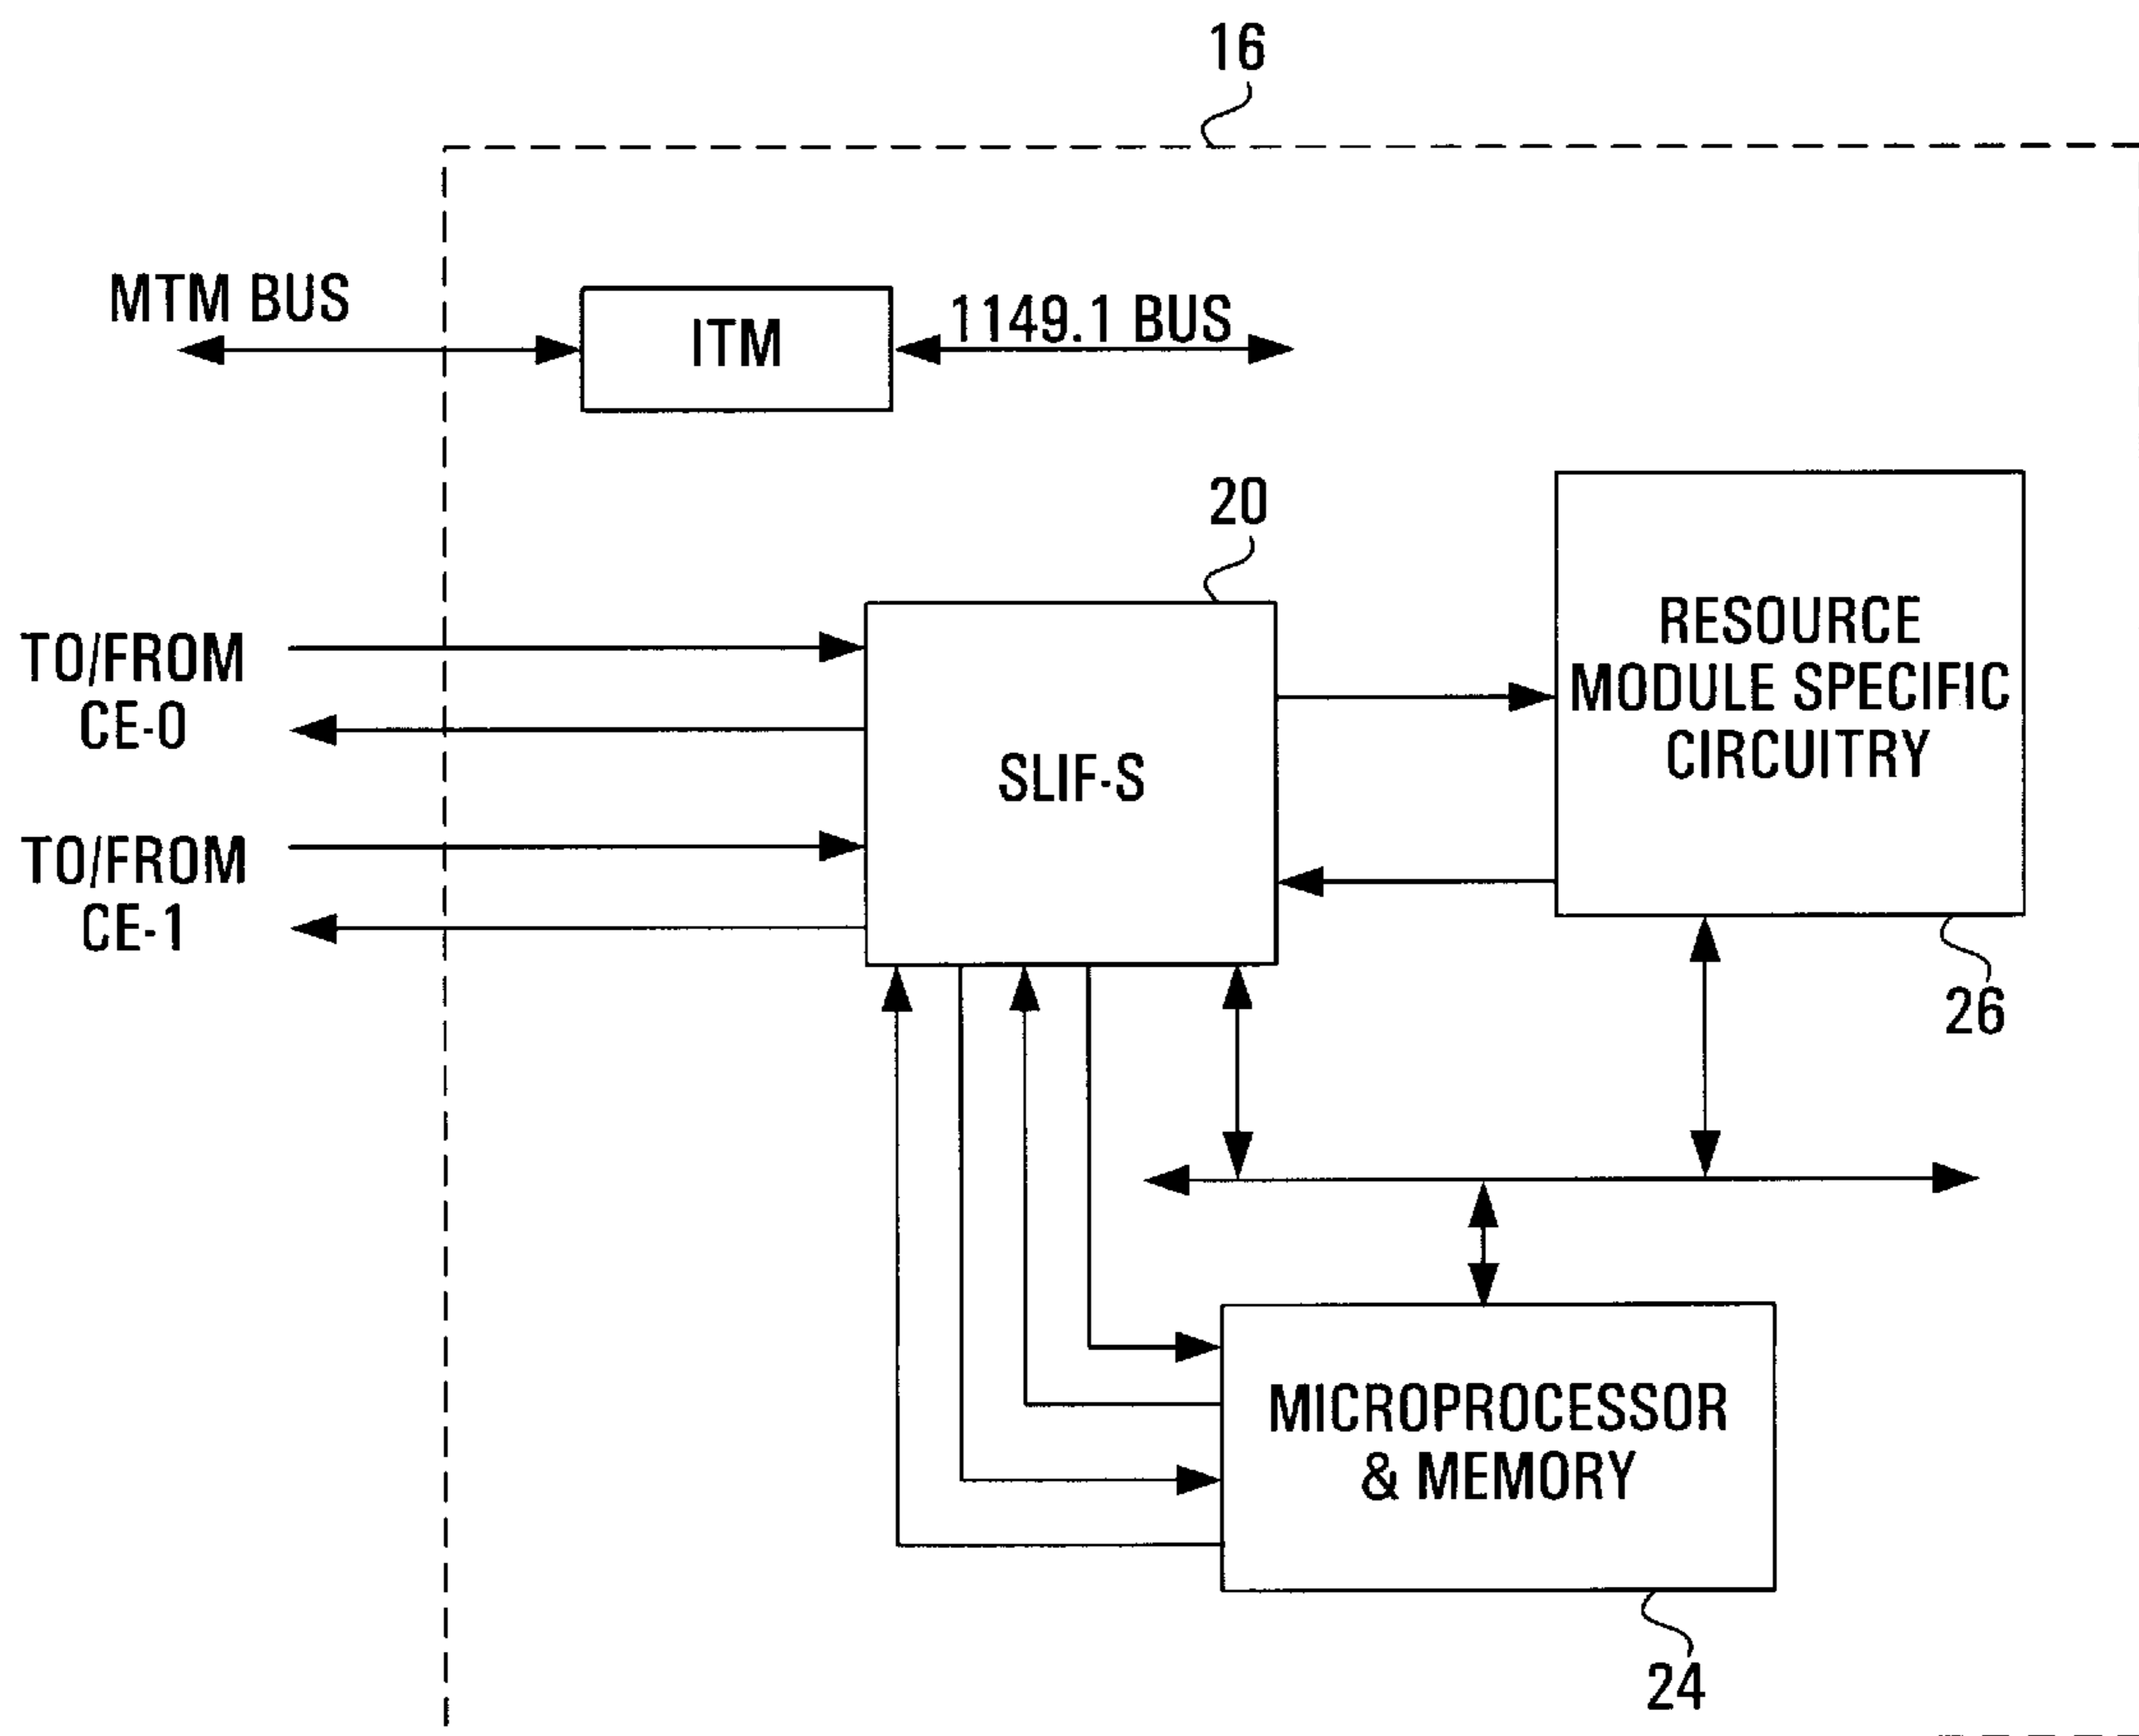 16
MTM BUS
ITM
1149.1 BUS
20
TO/FROM
CE-0
TO/FROM
CE-1
SLIF-S
RESOURCE
MODULE SPECIFIC
CIRCUITRY
26
MICROPROCESSOR
& MEMORY
24